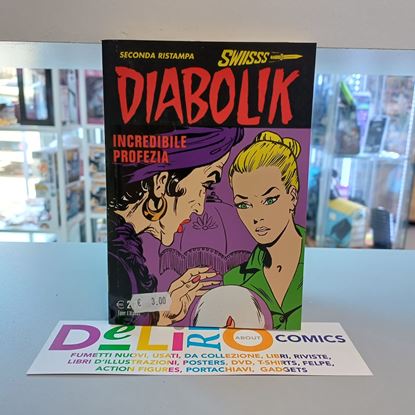 SECONDA RISTAMPA
SWIISSS
DIABOLIK
INCREDIBILE
PROFEZIA
€ 2
€ 3,00
DeLiRIO
ABOUT
COMICS
FUMETTI NUOVI, USATI, DA COLLEZIONE, LIBRI, RIVISTE,
LIBRI D'ILLUSTRAZIONI, POSTERS, DVD, T-SHIRTS, FELPE,
ACTION FIGURES, PORTACHIAVI, GADGETS